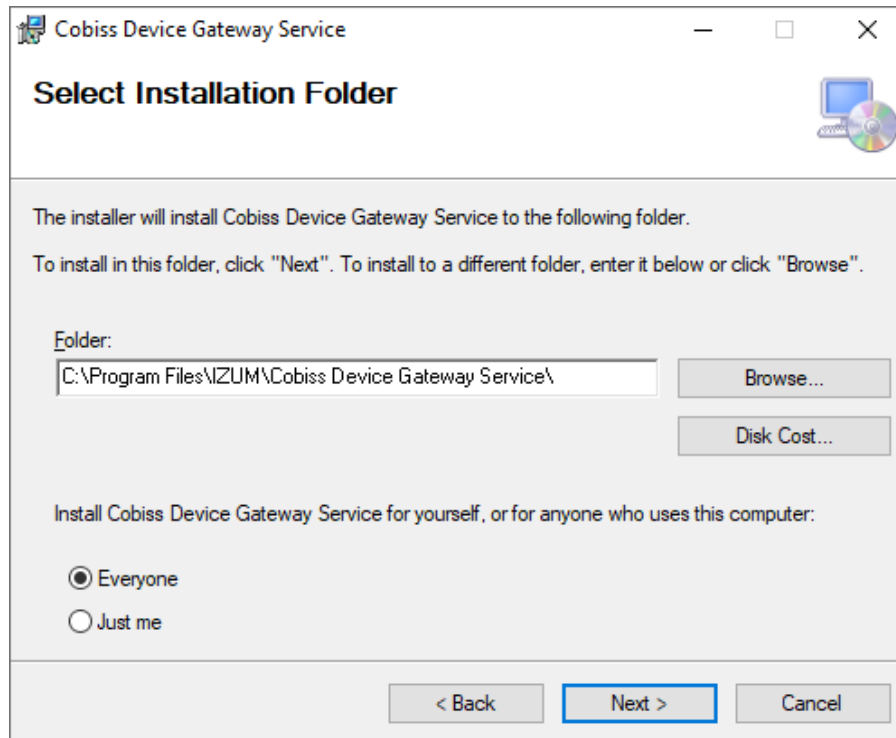 Cobiss Device Gateway Service
Select Installation Folder
The installer will install Cobiss Device Gateway Service to the following folder.
To install in this folder, click "Next". To install to a different folder, enter it below or click "Browse".
Folder:
C:\Program Files\IZUM\Cobiss Device Gateway Service\
Browse...
Disk Cost...
Install Cobiss Device Gateway Service for yourself, or for anyone who uses this computer:
Everyone
Just me
< Back Next > Cancel